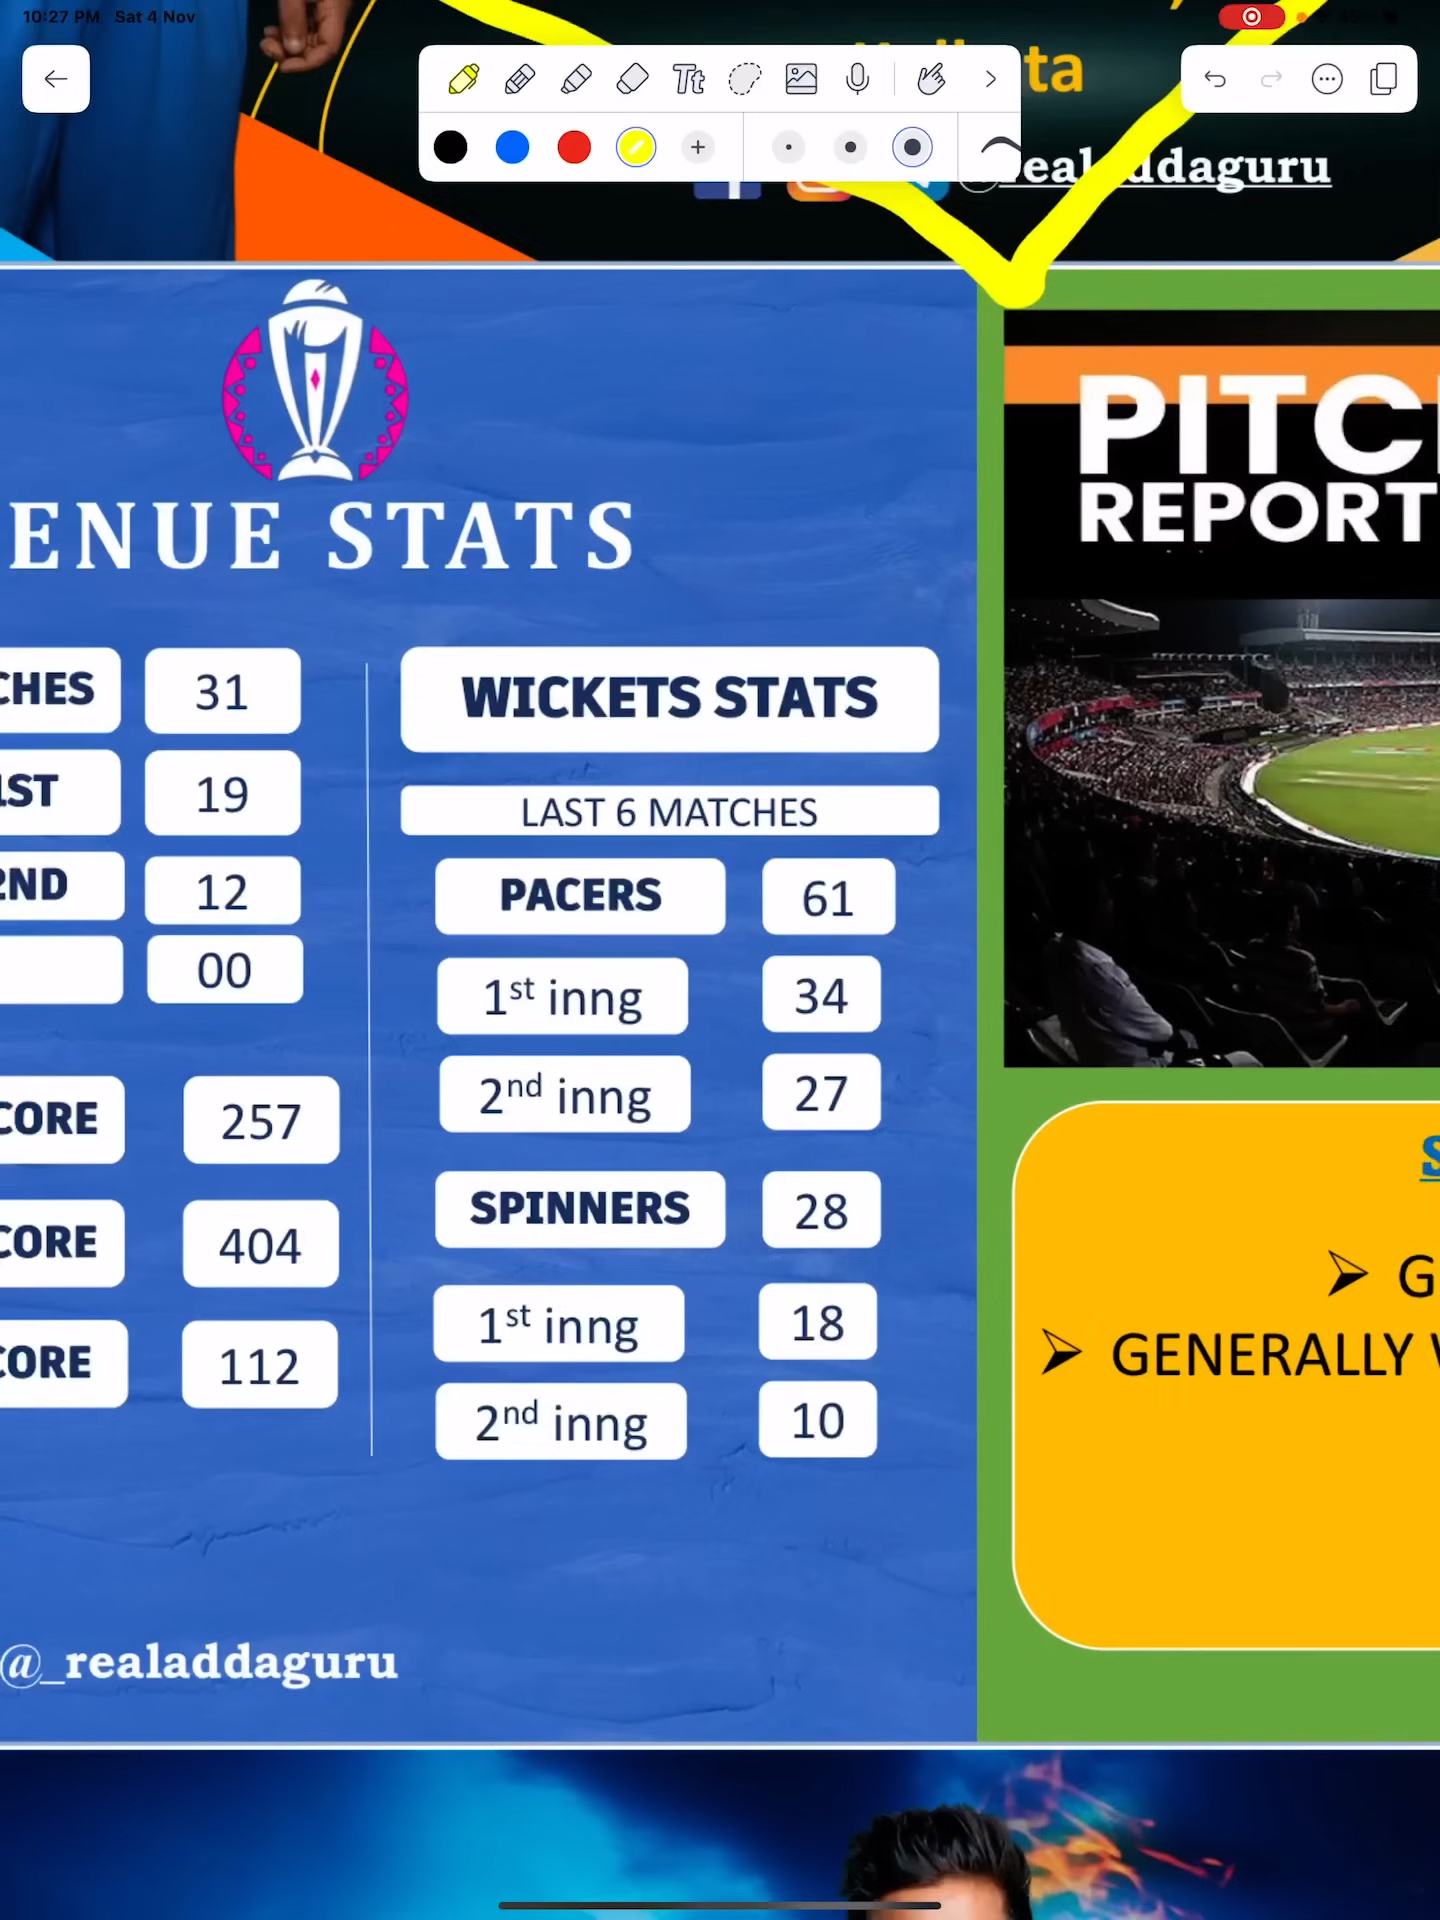 10:27 PM Sat 4 Nov
Tt
ta
realaddaguru
ENUE STATS
CHES 31
1ST 19
2ND 12
00
CORE 257
CORE 404
CORE 112
@_realaddaguru
WICKETS STATS
LAST 6 MATCHES
PACERS 61
1st inng 34
2nd inng 27
SPINNERS 28
1st inng 18
2nd inng 10
PITC
REPORT
S
➢ G
➢ GENERALLY